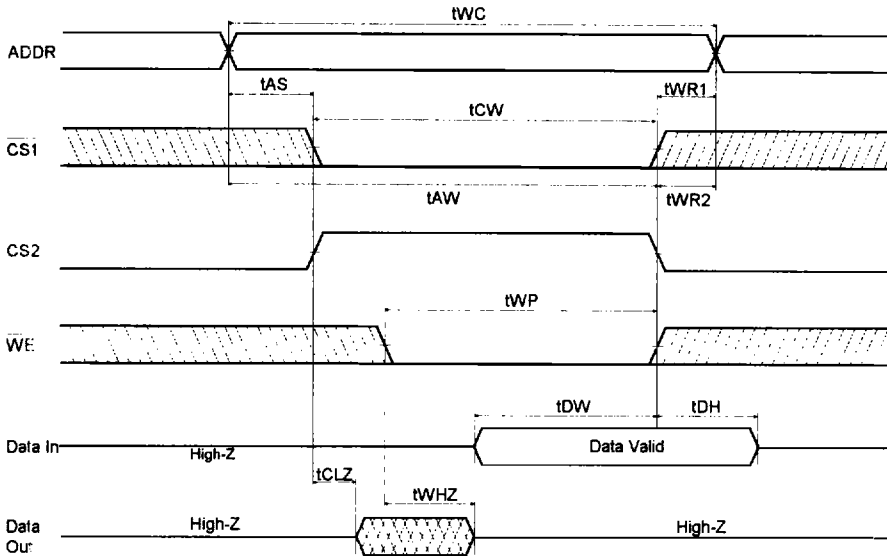 tWC
ADDR
tAS
tCW
tWR1
CS1
tAW
tWR2
CS2
tWP
WE
tDW
tDH
Data In
High-Z
Data Valid
tCLZ
tWHZ
Data Out
High-Z
High-Z